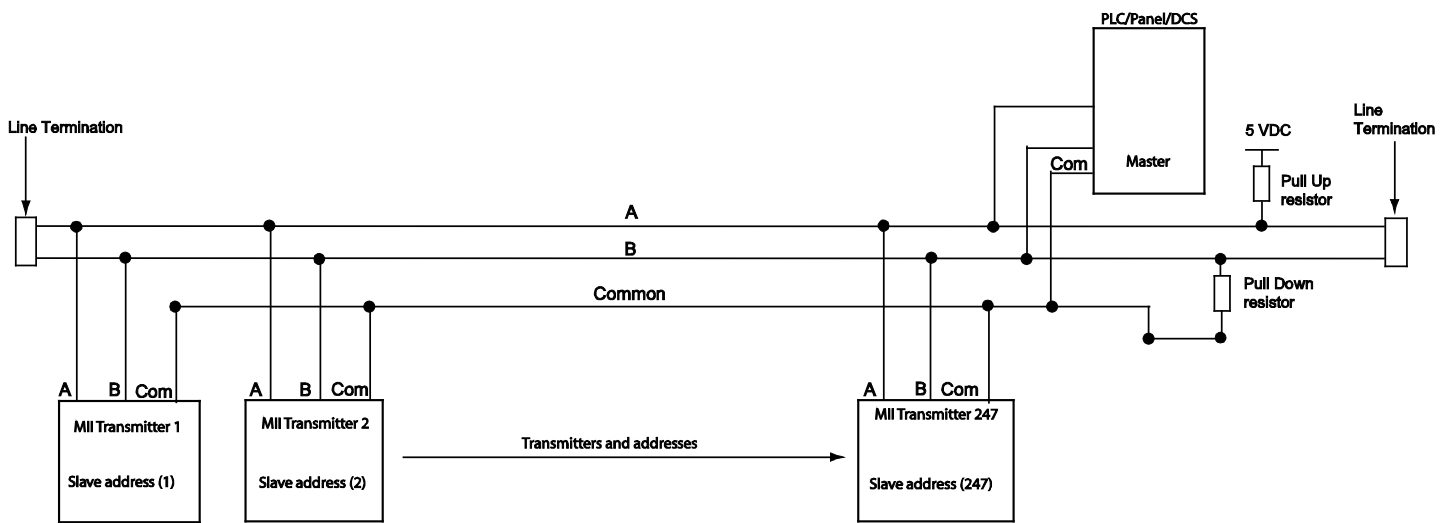 PLC/Panel/DCS
Line Termination
Line
Termination
5 VDC
Com
Master
Pull Up
resistor
A
B
Common
Pull Down
resistor
A B Com
A B Com
A B Com
MII Transmitter 1
MII Transmitter 2
MII Transmitter 247
Transmitters and addresses
Slave address (1)
Slave address (2)
Slave address (247)